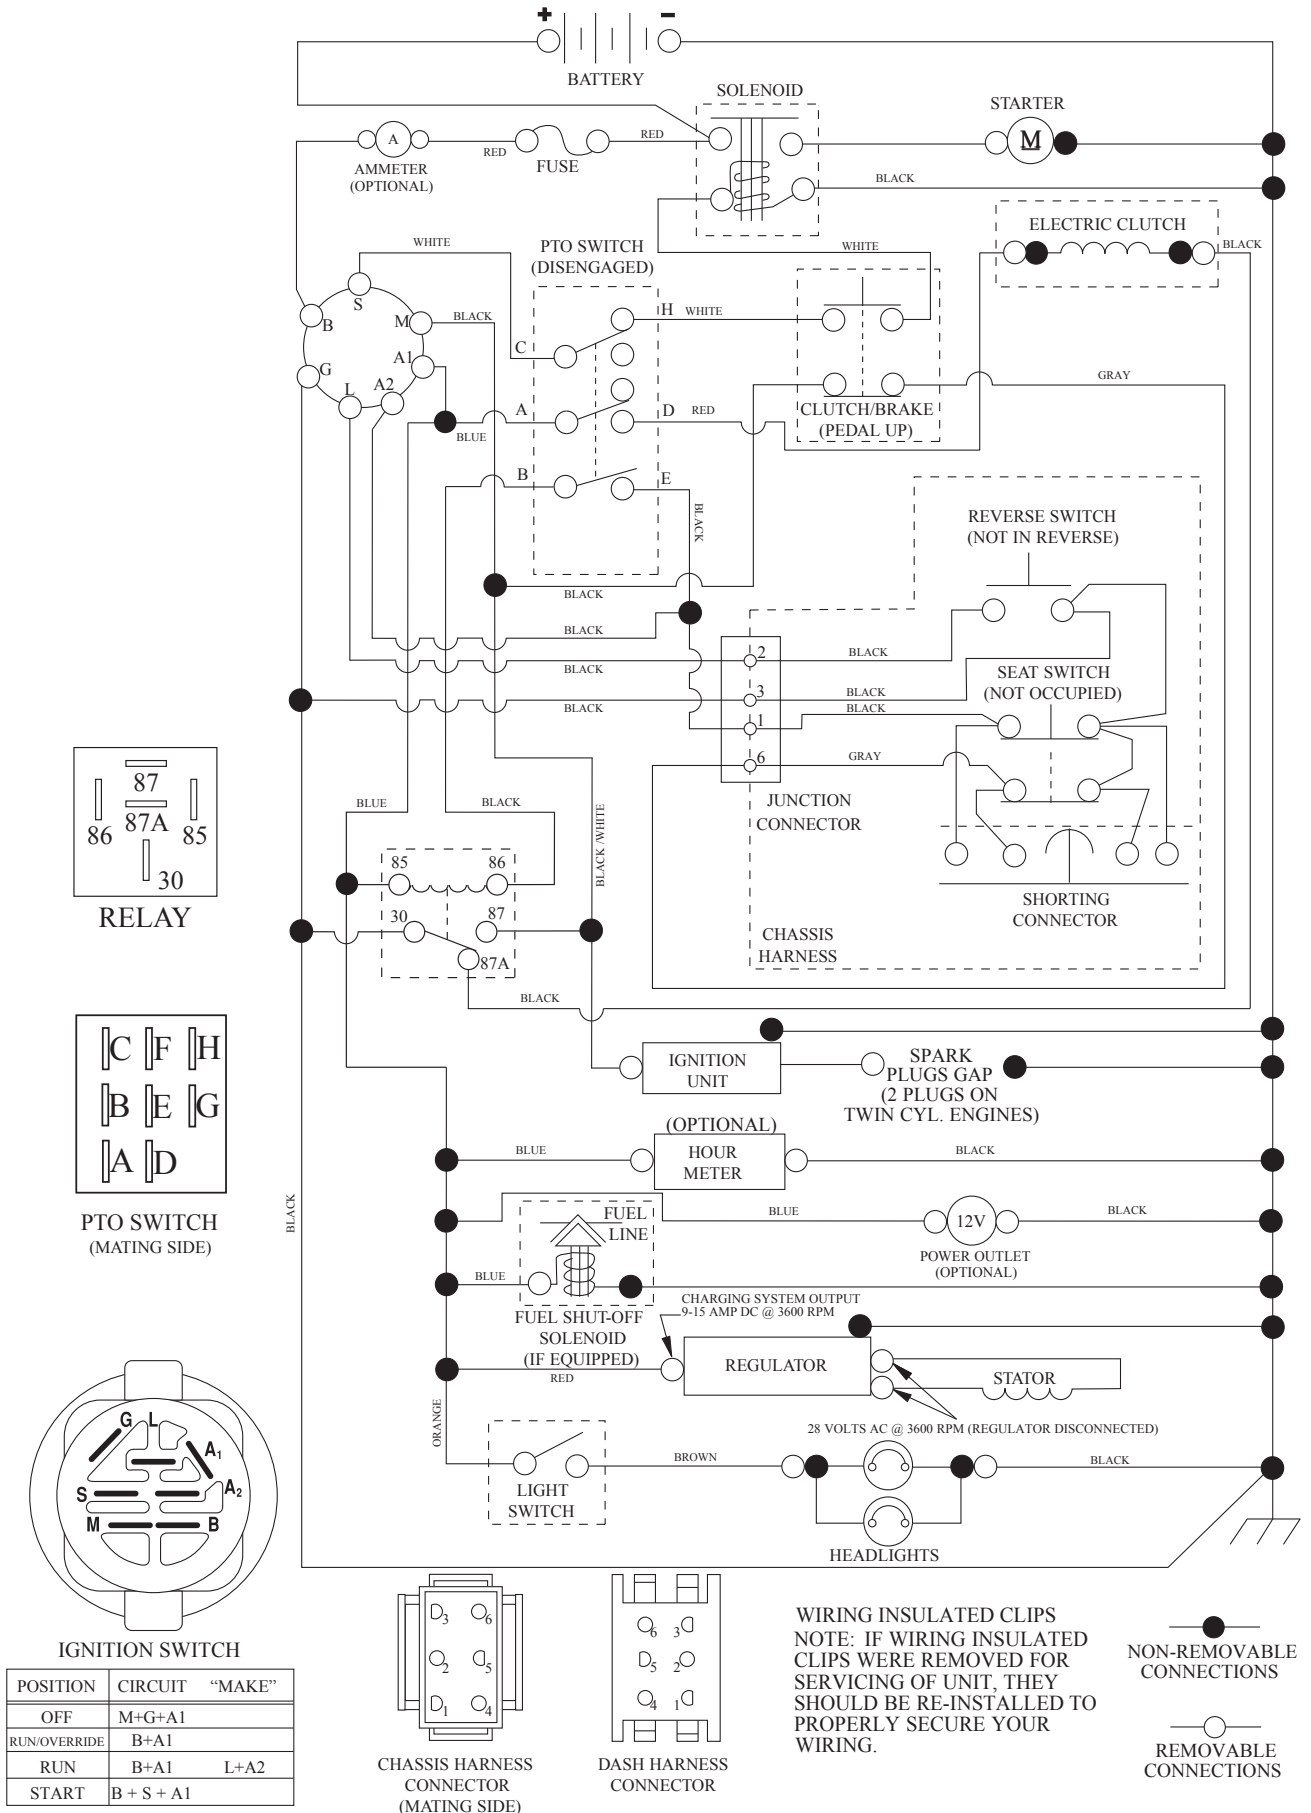 + −
BATTERY
SOLENOID
STARTER
M
A
AMMETER
(OPTIONAL)
RED
FUSE
RED
BLACK
ELECTRIC CLUTCH
BLACK
WHITE
PTO SWITCH
(DISENGAGED)
WHITE
S
B
M
BLACK
G
L
A2
A1
BLUE
C
H
WHITE
A
D
RED
B
E
BLACK
CLUTCH/BRAKE
(PEDAL UP)
GRAY
REVERSE SWITCH
(NOT IN REVERSE)
BLACK
BLACK
BLACK
BLACK
2
3
1
6
BLACK
BLACK
BLACK
GRAY
SEAT SWITCH
(NOT OCCUPIED)
JUNCTION
CONNECTOR
SHORTING
CONNECTOR
CHASSIS
HARNESS
87
86
87A
85
30
RELAY
BLUE
BLACK
BLACK /WHITE
85
86
30
87
87A
BLACK
C F H
B E G
A D
PTO SWITCH
(MATING SIDE)
BLACK
IGNITION
UNIT
SPARK
PLUGS GAP
(2 PLUGS ON
TWIN CYL. ENGINES)
(OPTIONAL)
BLUE
HOUR
METER
BLACK
BLUE
12V
BLACK
POWER OUTLET
(OPTIONAL)
FUEL
LINE
BLUE
FUEL SHUT-OFF
SOLENOID
(IF EQUIPPED)
CHARGING SYSTEM OUTPUT
9-15 AMP DC @ 3600 RPM
RED
REGULATOR
STATOR
28 VOLTS AC @ 3600 RPM (REGULATOR DISCONNECTED)
ORANGE
LIGHT
SWITCH
BROWN
BLACK
HEADLIGHTS
G
L
A1
S
A2
M
B
IGNITION SWITCH
POSITION CIRCUIT “MAKE”
OFF M+G+A1
RUN/OVERRIDE B+A1
RUN B+A1 L+A2
START B + S + A1
3 6
2 5
1 4
CHASSIS HARNESS
CONNECTOR
(MATING SIDE)
6 3
5 2
4 1
DASH HARNESS
CONNECTOR
WIRING INSULATED CLIPS
NOTE: IF WIRING INSULATED
CLIPS WERE REMOVED FOR
SERVICING OF UNIT, THEY
SHOULD BE RE-INSTALLED TO
PROPERLY SECURE YOUR
WIRING.
NON-REMOVABLE
CONNECTIONS
REMOVABLE
CONNECTIONS